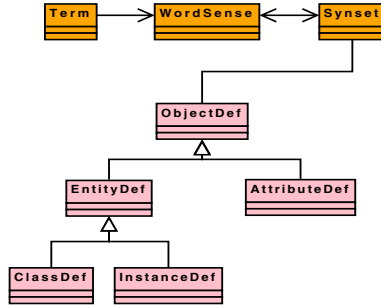 Term WordSense Synset
ObjectDef
EntityDef AttributeDef
ClassDef InstanceDef